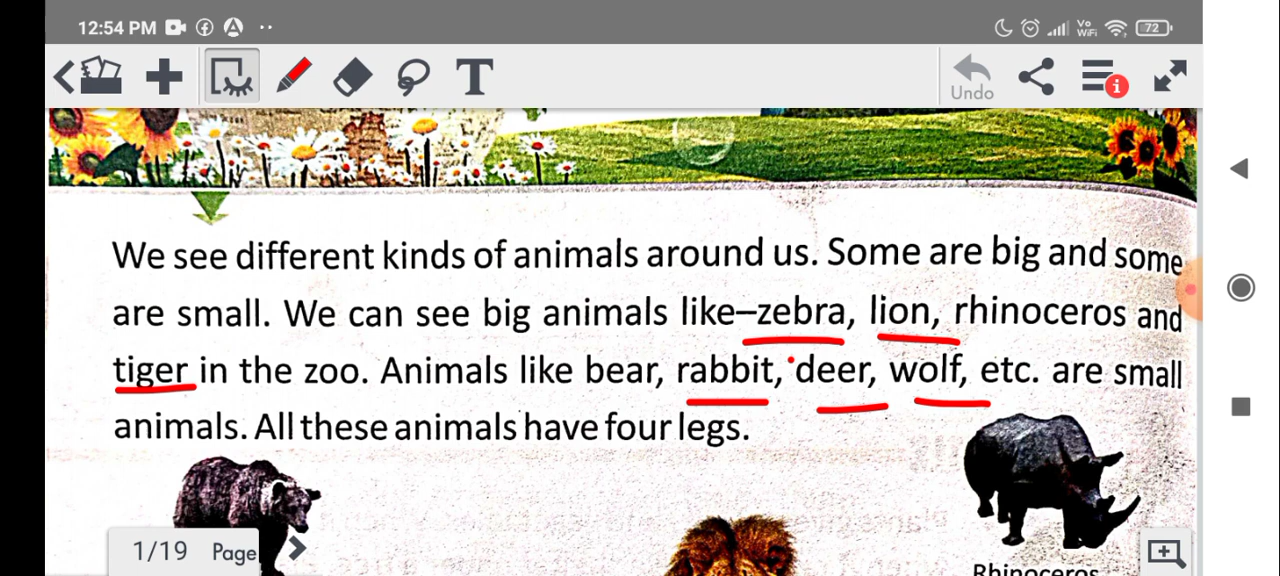 12:54 PM
Vo WiFi 72
T
Undo
i
We see different kinds of animals around us. Some are big and some
are small. We can see big animals like–zebra, lion, rhinoceros and
tiger in the zoo. Animals like bear, rabbit, deer, wolf, etc. are small
animals. All these animals have four legs.
1/19 Page
Rhinoceros